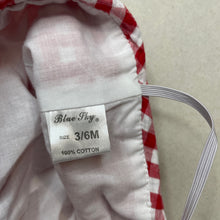 Blue Sky®
SIZE 3/6M
100% COTTON